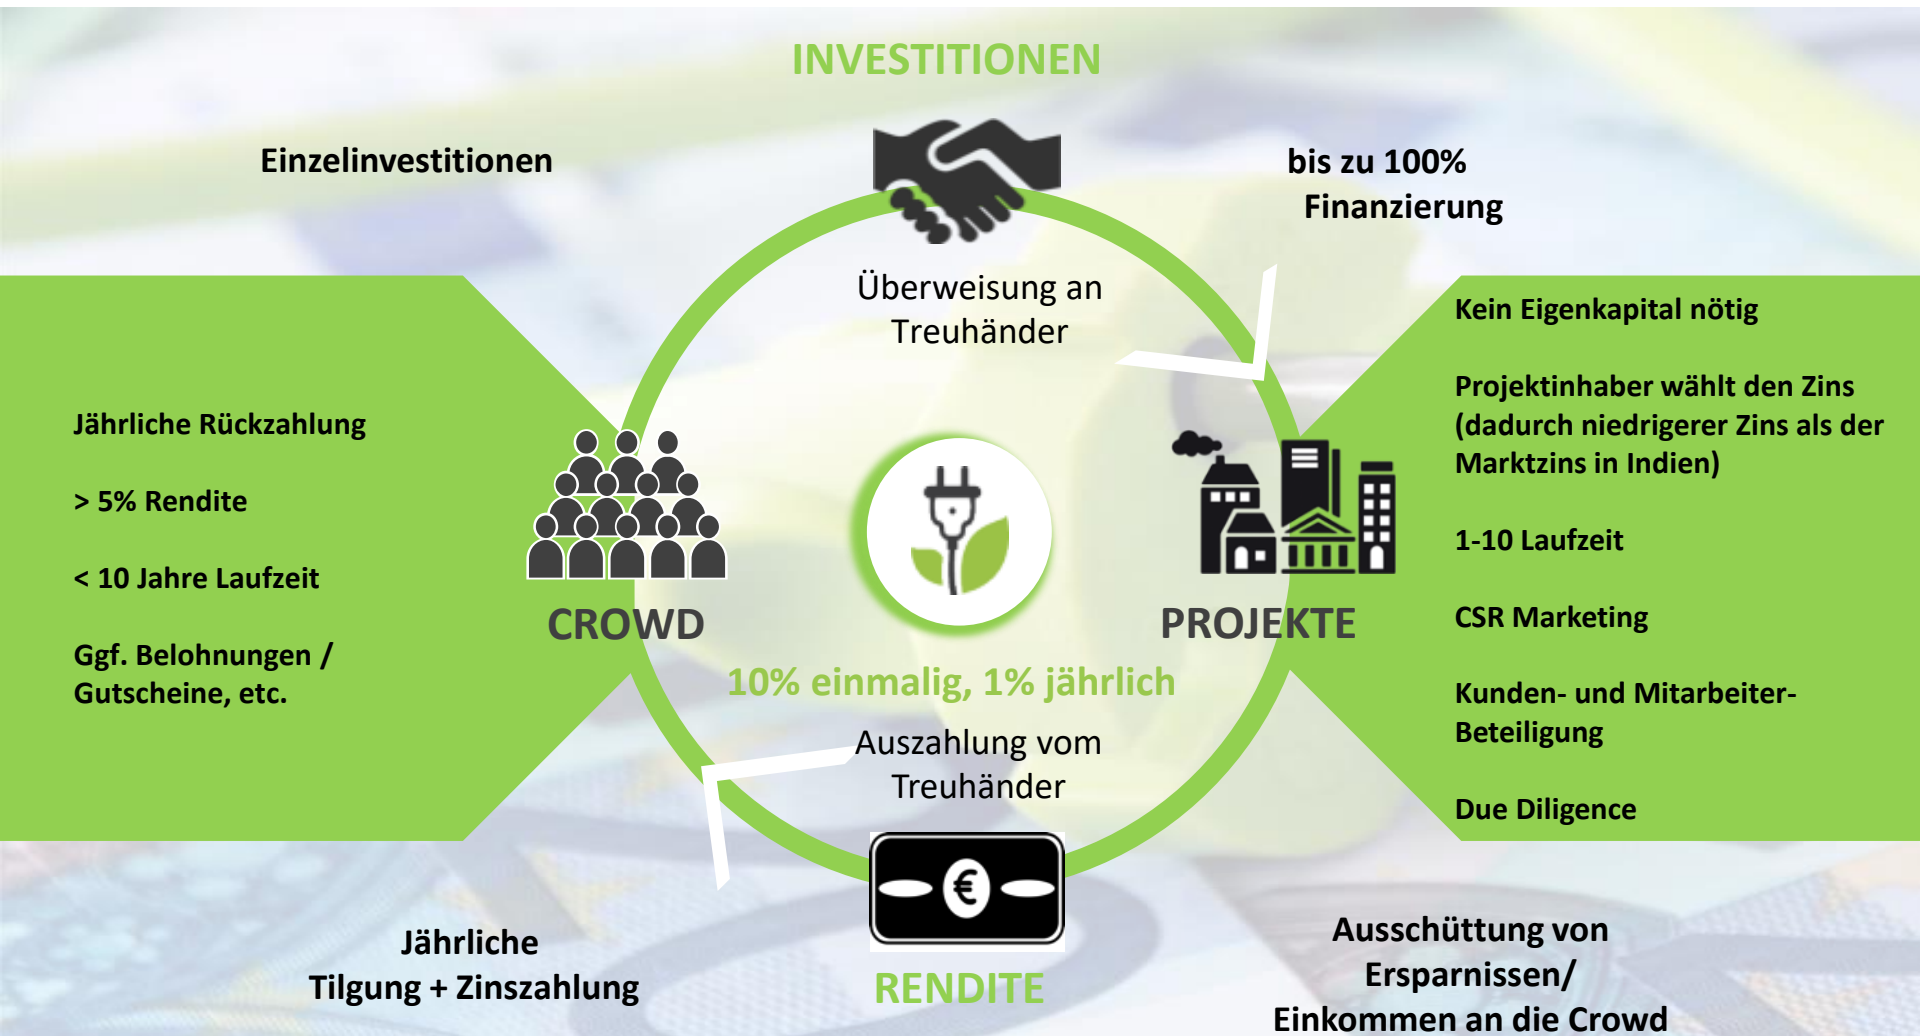 INVESTITIONEN
Einzelinvestitionen
bis zu 100%
Finanzierung
Überweisung an
Treuhänder
Jährliche Rückzahlung
> 5% Rendite
< 10 Jahre Laufzeit
Ggf. Belohnungen /
Gutscheine, etc.
CROWD
PROJEKTE
Kein Eigenkapital nötig
Projektinhaber wählt den Zins
(dadurch niedrigerer Zins als der
Marktzins in Indien)
1-10 Laufzeit
CSR Marketing
Kunden- und Mitarbeiter-
Beteiligung
Due Diligence
10% einmalig, 1% jährlich
Auszahlung vom
Treuhänder
€
RENDITE
Jährliche
Tilgung + Zinszahlung
Ausschüttung von
Ersparnissen/
Einkommen an die Crowd